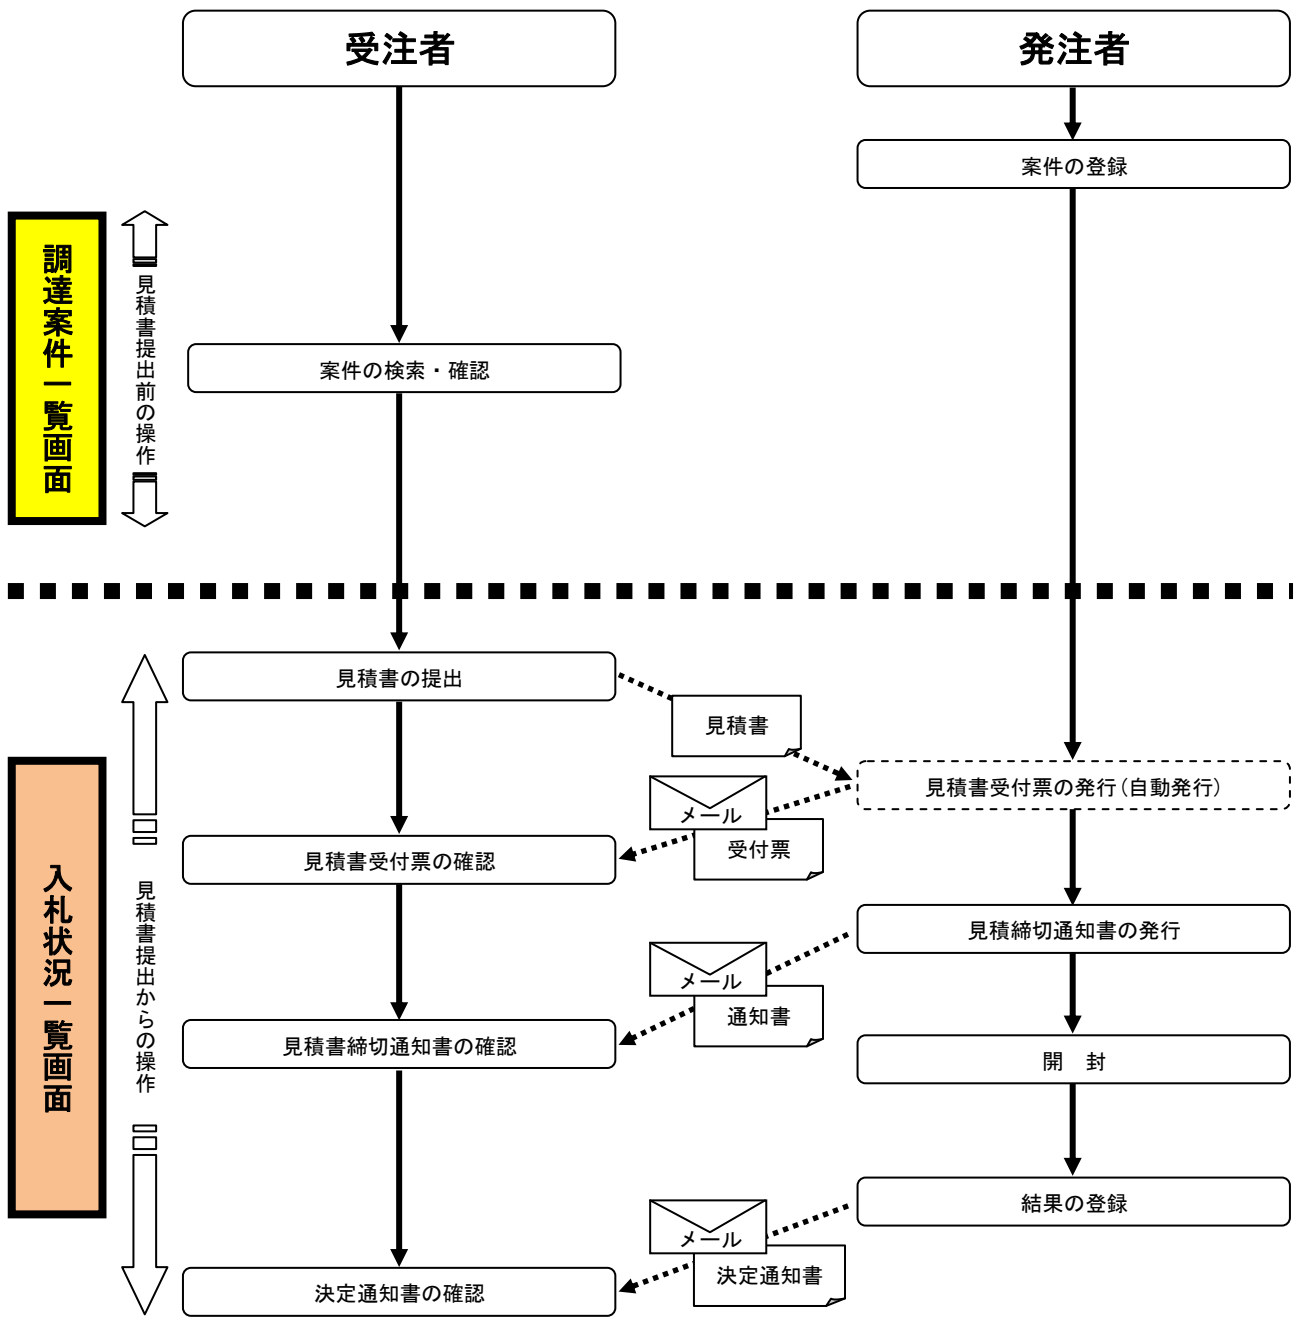 受注者
発注者
案件の登録
調達案件一覧画面
見積書提出前の操作
案件の検索・確認
見積書の提出
見積書
見積書受付票の発行(自動発行)
メール
受付票
見積書受付票の確認
入札状況一覧画面
見積書提出からの操作
見積締切通知書の発行
メール
通知書
見積書締切通知書の確認
開　封
結果の登録
メール
決定通知書
決定通知書の確認